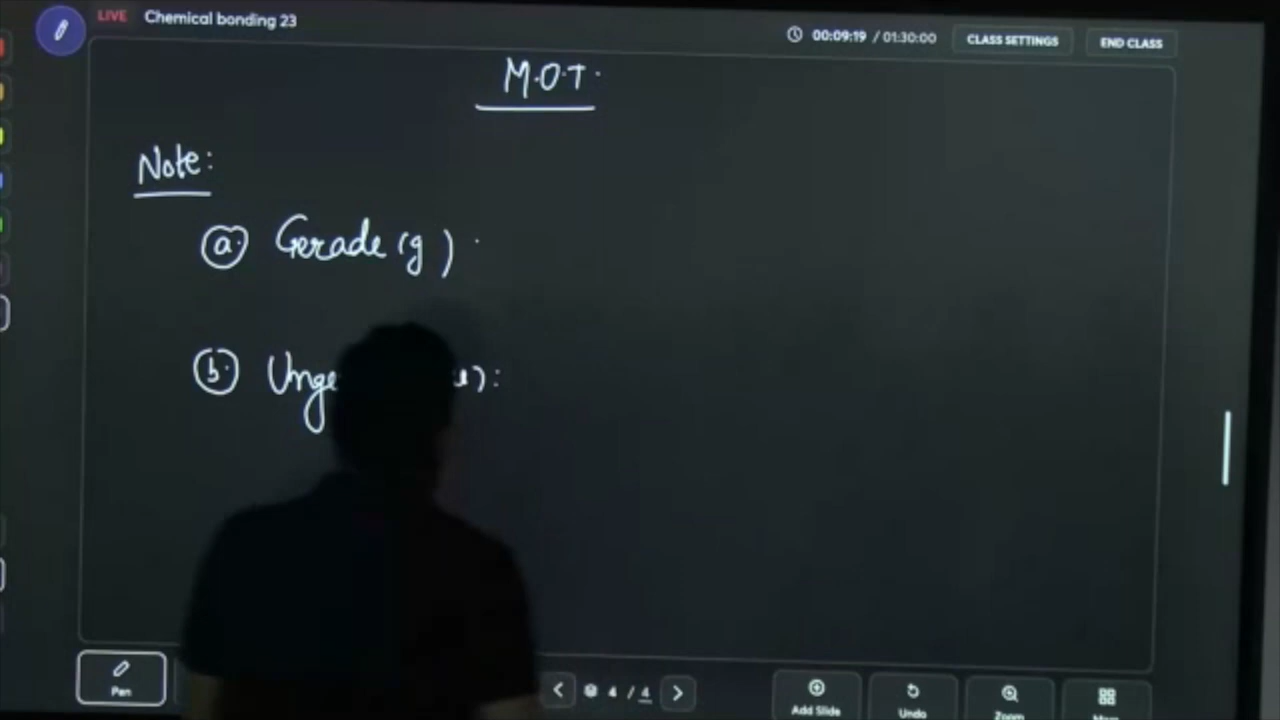 LIVE Chemical bonding 23
00:09:19 / 01:30:00 CLASS SETTINGS END CLASS
M.O.T.
Note:
(a) Gerade (g)
(b)
Pen
4 / 4
Add Slide Undo Zoom